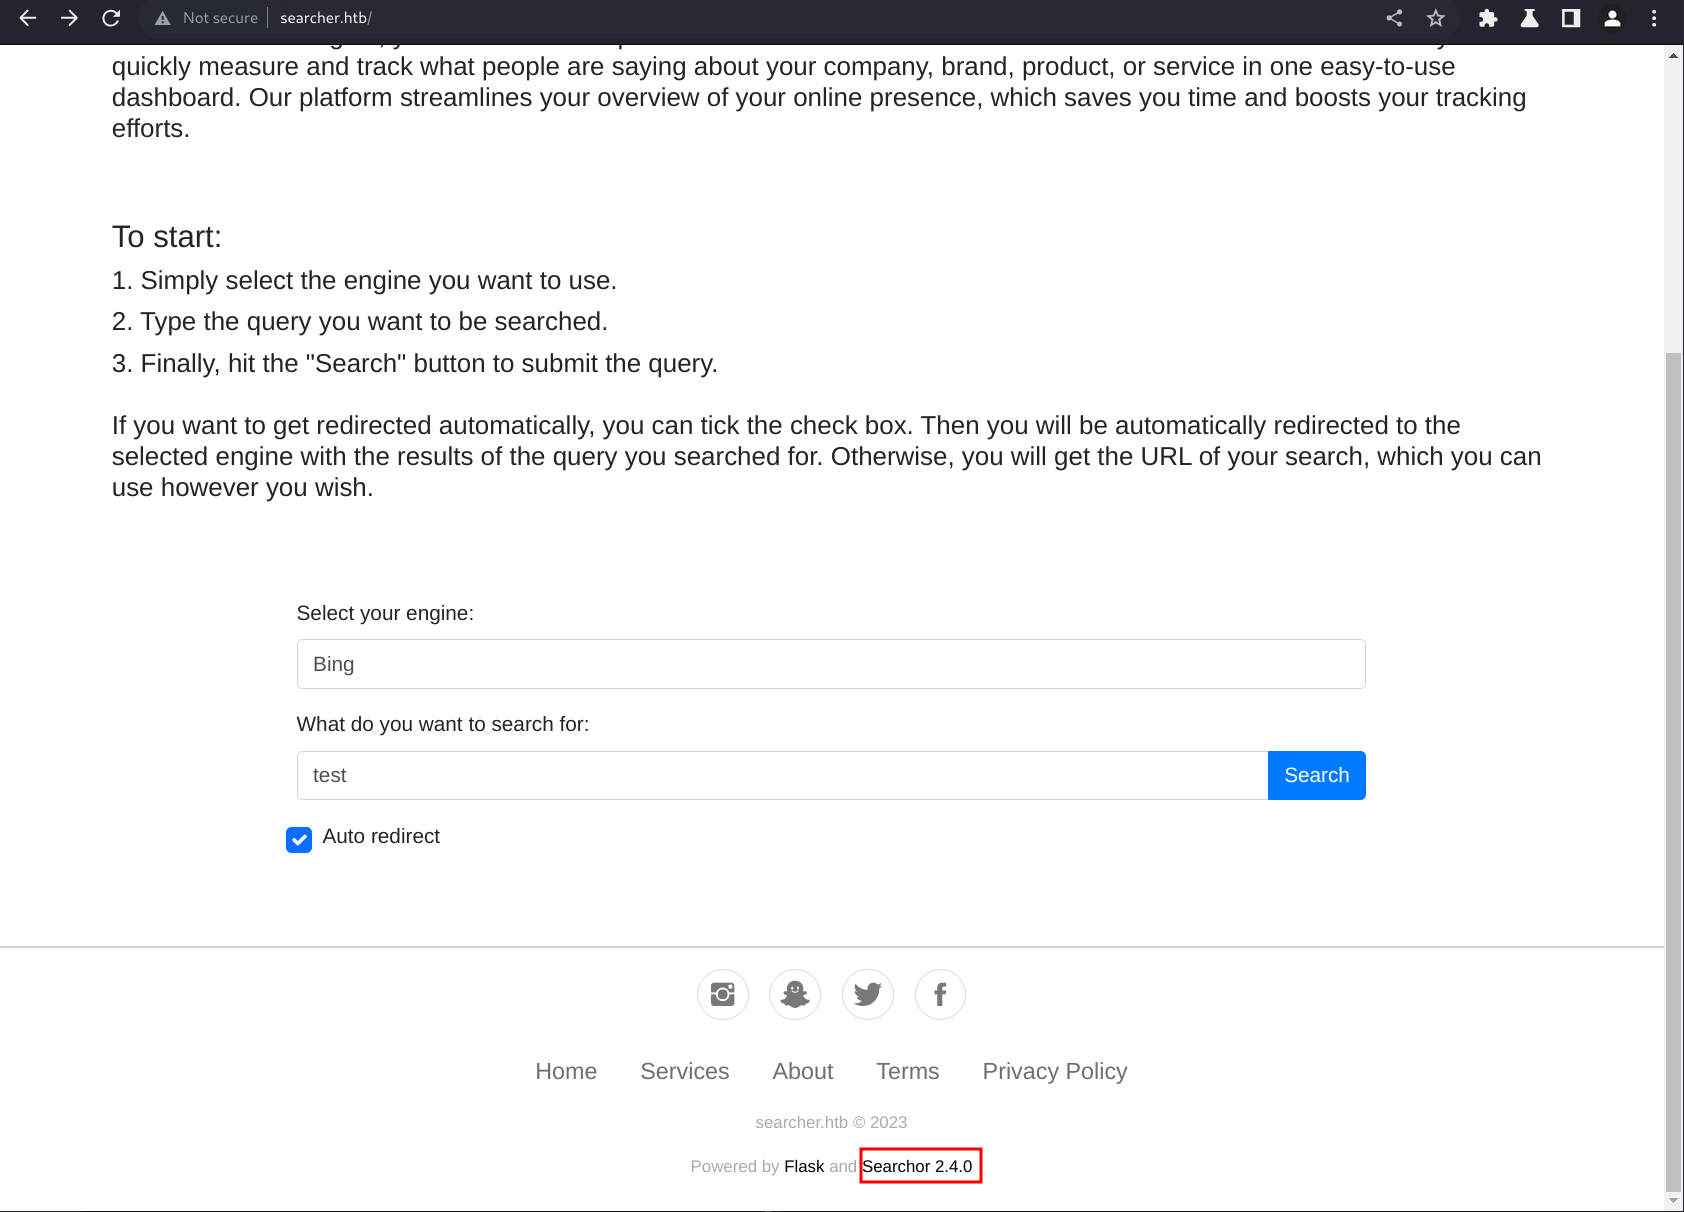 Not secure
searcher.htb/
quickly measure and track what people are saying about your company, brand, product, or service in one easy-to-use
dashboard. Our platform streamlines your overview of your online presence, which saves you time and boosts your tracking
efforts.
To start:
1. Simply select the engine you want to use.
2. Type the query you want to be searched.
3. Finally, hit the "Search" button to submit the query.
If you want to get redirected automatically, you can tick the check box. Then you will be automatically redirected to the
selected engine with the results of the query you searched for. Otherwise, you will get the URL of your search, which you can
use however you wish.
Select your engine:
Bing
What do you want to search for:
test
Search
Auto redirect
Home Services About Terms Privacy Policy
searcher.htb © 2023
Powered by Flask and Searchor 2.4.0